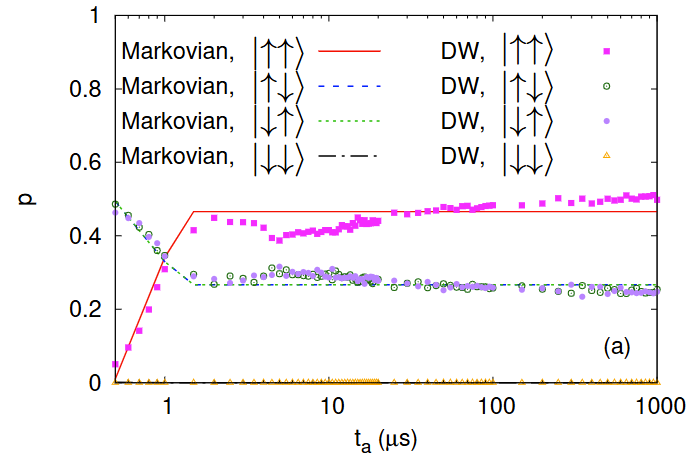 1
0.8
0.6
0.4
0.2
0
p
Markovian, |↑↑⟩ DW, |↑↑⟩
Markovian, |↑↓⟩ DW, |↑↓⟩
Markovian, |↓↑⟩ DW, |↓↑⟩
Markovian, |↓↓⟩ DW, |↓↓⟩
(a)
1 10 100 1000
tₐ (μs)